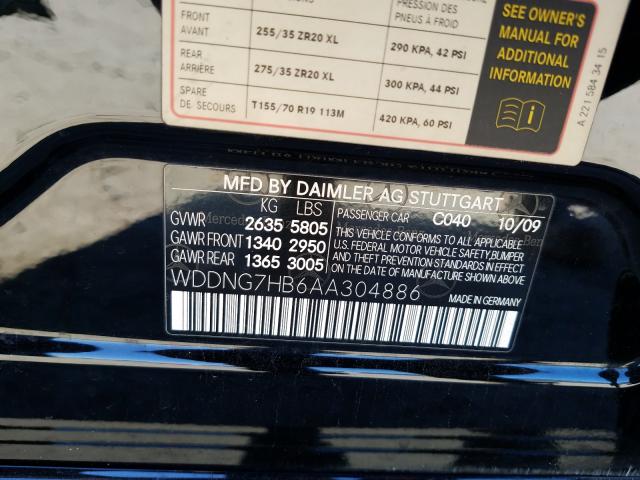 PRESSION DES
PNEUS À FROID
SEE OWNER'S
MANUAL FOR
ADDITIONAL
INFORMATION
FRONT
AVANT
255/35 ZR20 XL
290 KPA, 42 PSI
REAR
ARRIÈRE
275/35 ZR20 XL
300 KPA, 44 PSI
SPARE
DE SECOURS
T155/70 R19 113M
420 KPA, 60 PSI
A 221 584 34 15
MFD BY DAIMLER AG STUTTGART
KG LBS
GVWR 2635 5805
GAWR FRONT 1340 2950
GAWR REAR 1365 3005
PASSENGER CAR C040 10/09
THIS VEHICLE CONFORMS TO ALL APPLICABLE
U.S. FEDERAL MOTOR VEHICLE SAFETY,BUMPER
AND THEFT PREVENTION STANDARDS IN EFFECT ON
THE DATE OF MANUFACTURE SHOWN ABOVE
WDDNG7HB6AA304886
MADE IN GERMANY